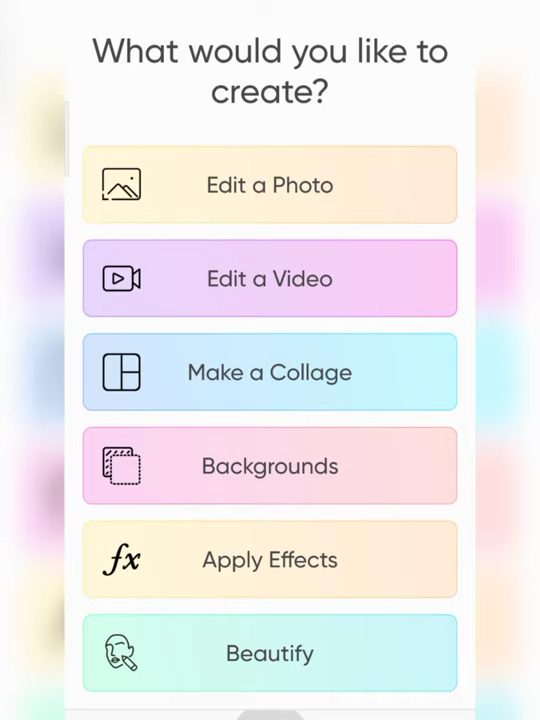 What would you like to
create?
Edit a Photo
Edit a Video
Make a Collage
Backgrounds
fx Apply Effects
Beautify